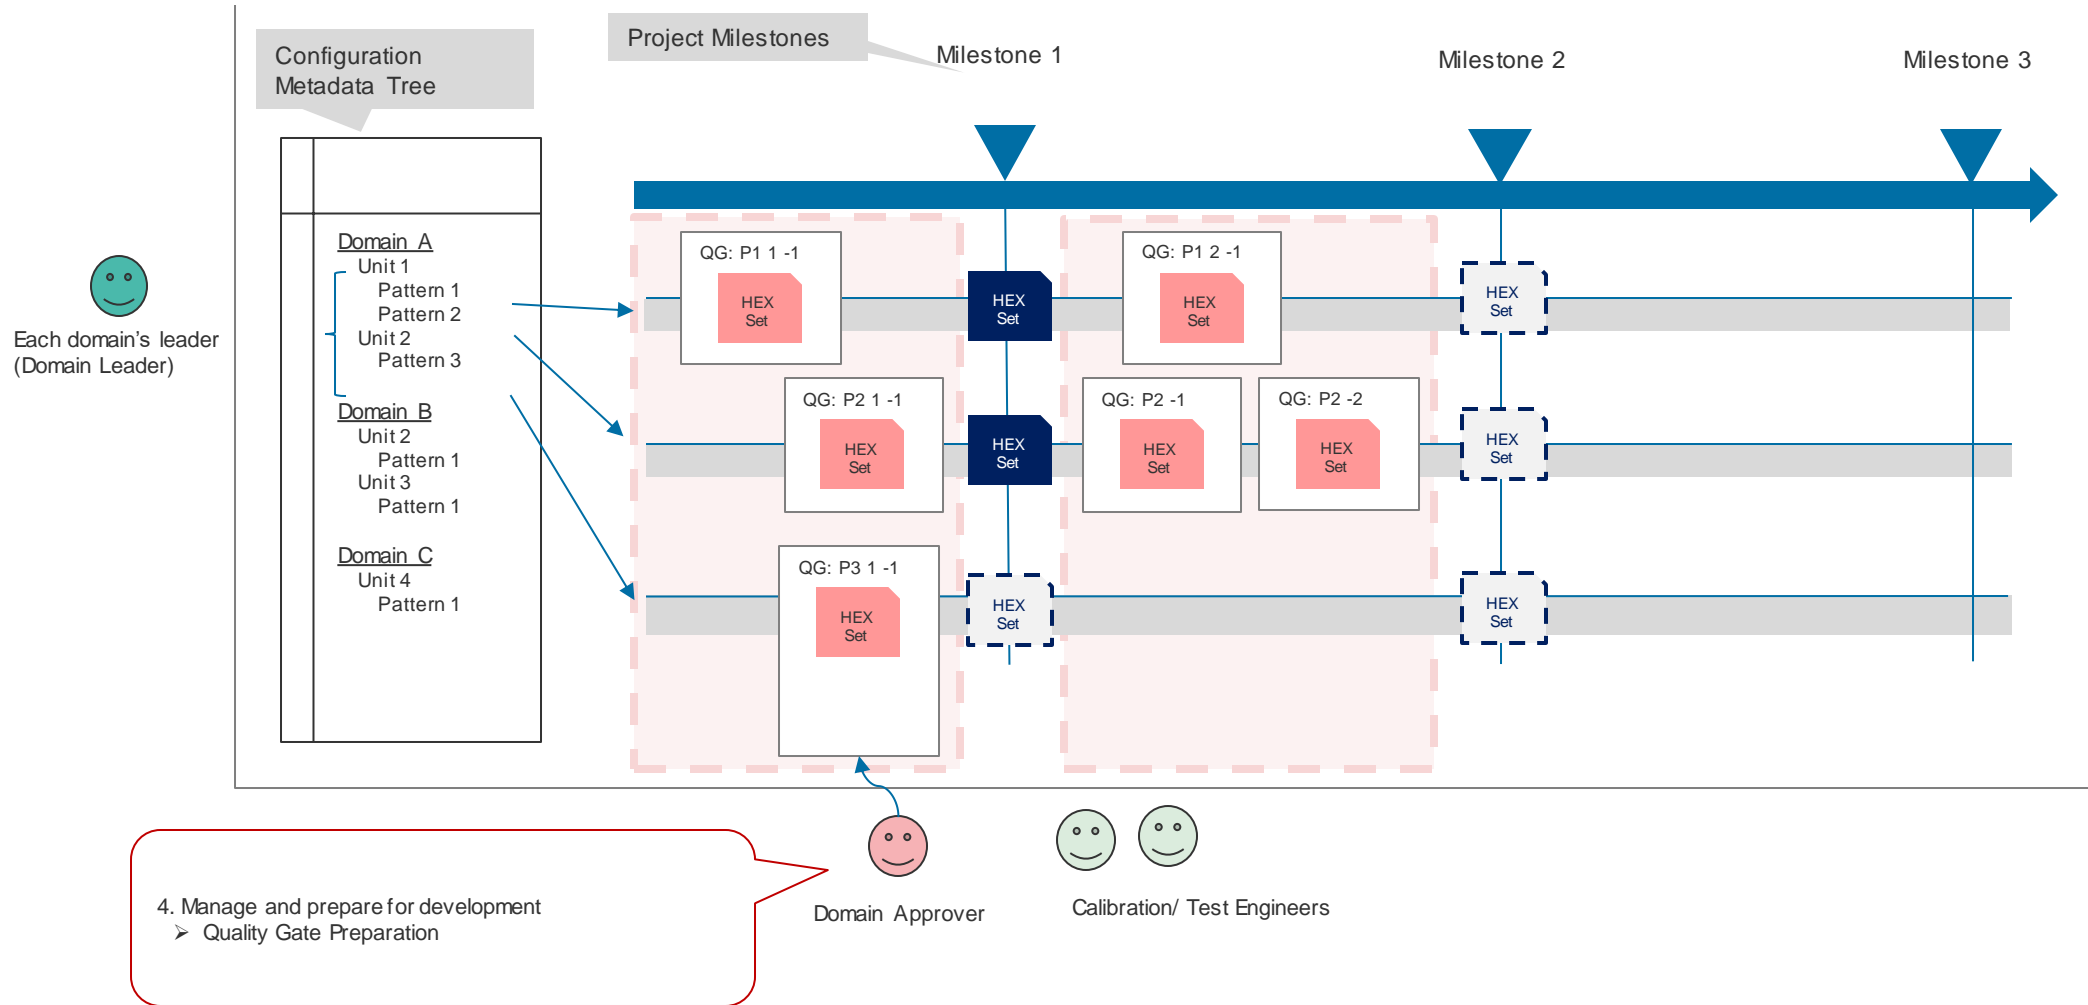 Configuration
Metadata Tree
Project Milestones
Milestone 1
Milestone 2
Milestone 3
Each domain's leader
(Domain Leader)
Domain A
Unit 1
Pattern 1
Pattern 2
Unit 2
Pattern 3
Domain B
Unit 2
Pattern 1
Unit 3
Pattern 1
Domain C
Unit 4
Pattern 1
QG: P1 1 -1
HEX
Set
HEX
Set
QG: P1 2 -1
HEX
Set
HEX
Set
QG: P2 1 -1
HEX
Set
HEX
Set
QG: P2 -1
HEX
Set
QG: P2 -2
HEX
Set
HEX
Set
QG: P3 1 -1
HEX
Set
HEX
Set
HEX
Set
4. Manage and prepare for development
➢ Quality Gate Preparation
Domain Approver
Calibration/ Test Engineers